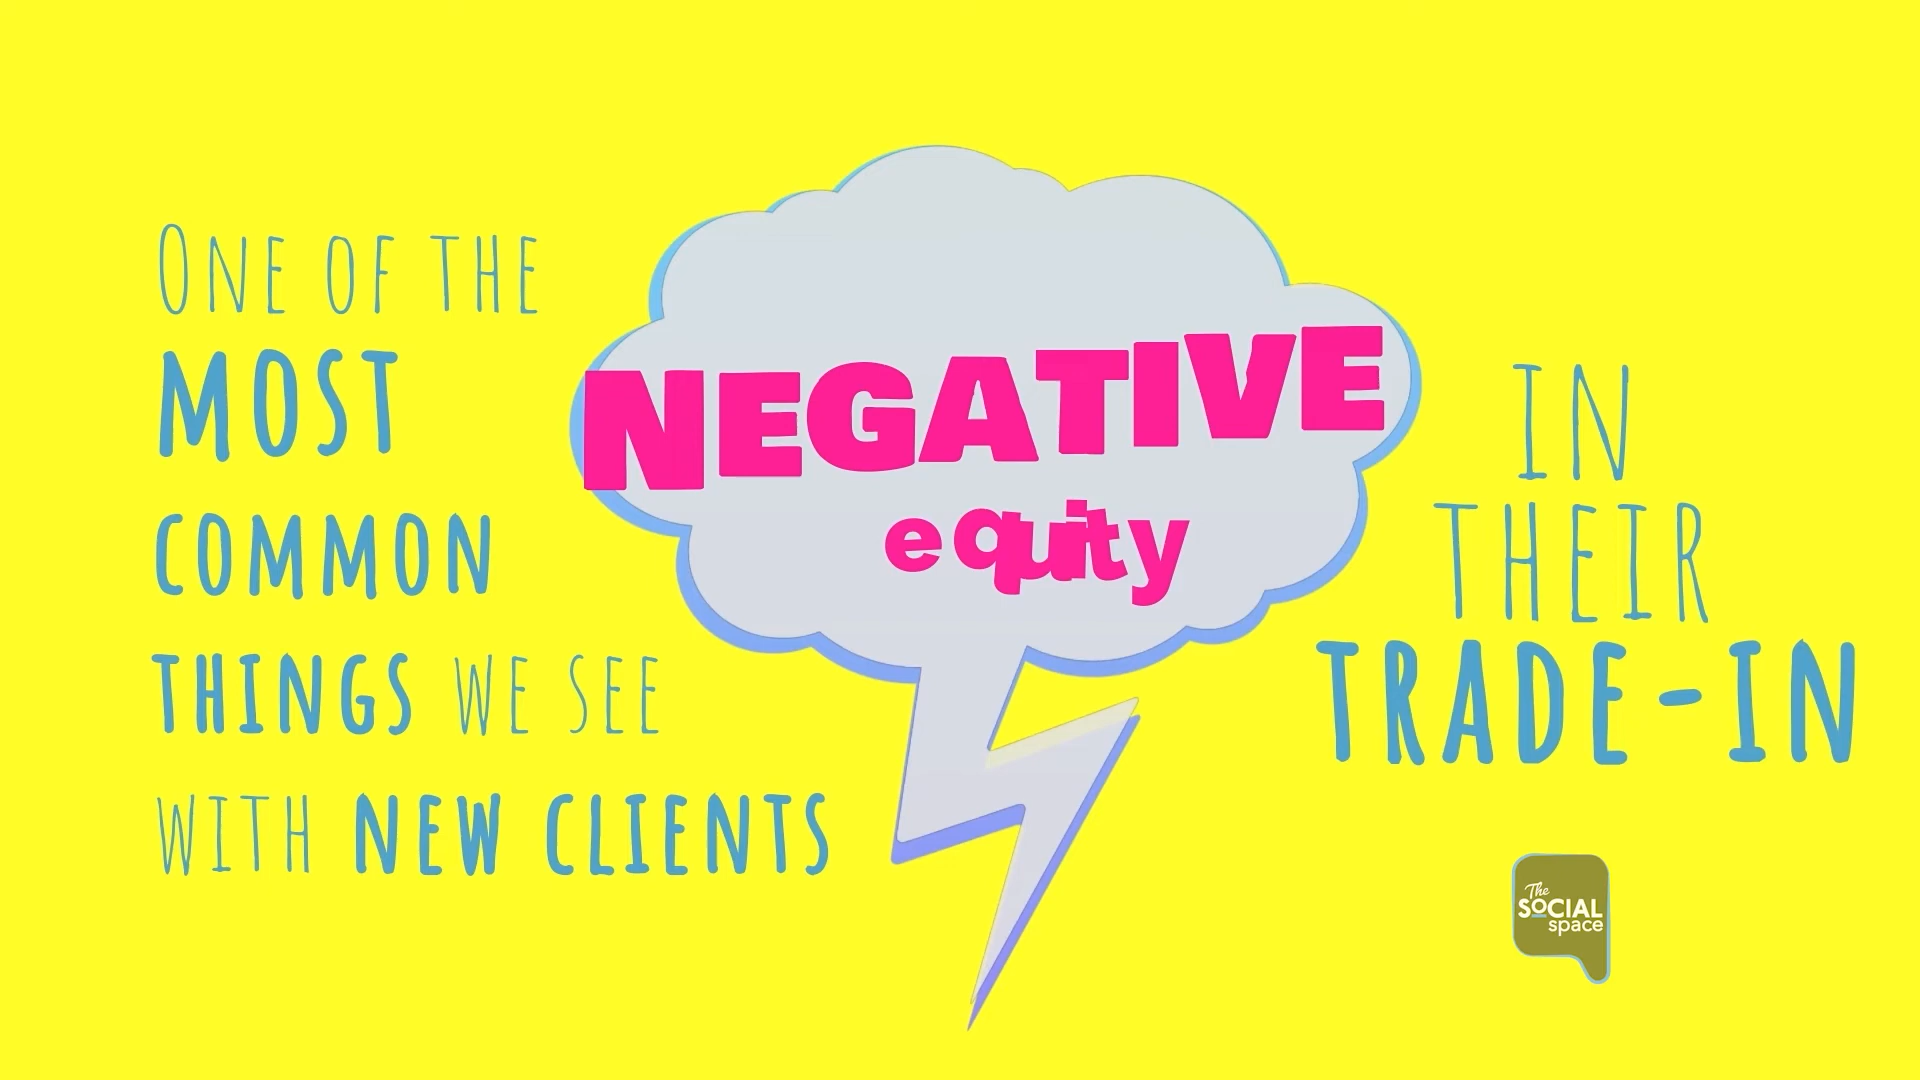 ONE OF THE
MOST
COMMON
THINGS WE SEE
WITH NEW CLIENTS
NEGATIVE
equity
IN
THEIR
TRADE-IN
The
SOCIAL
space